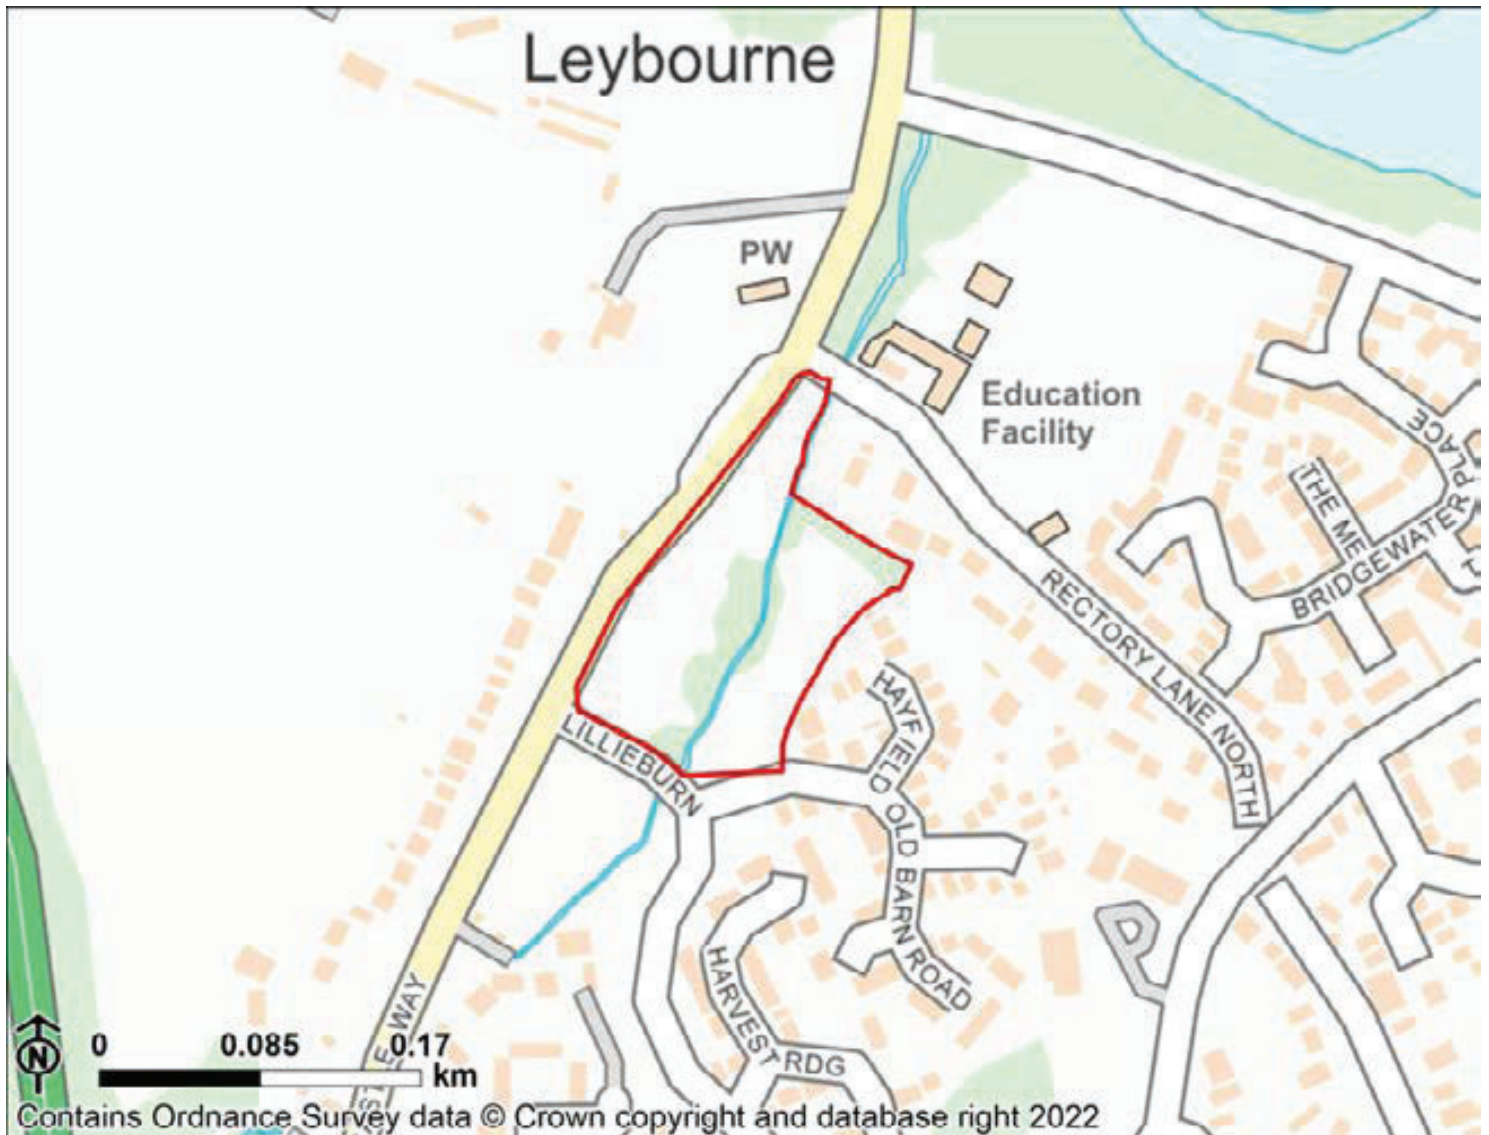 Leybourne
PW
Education
Facility
PLACE
BRIDGEWATER
THE ME
RECTORY LANE NORTH
HAYFIELD
LILLIEBURN
OLD BARN ROAD
HARVEST RDG
WAY
N
0 0.085 0.17
km
Contains Ordnance Survey data © Crown copyright and database right 2022